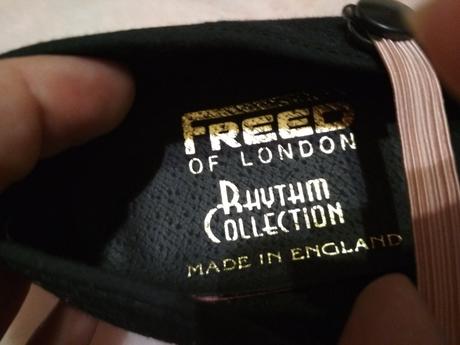 FREED
OF LONDON
RHYTHM
COLLECTION
MADE IN ENGLAND